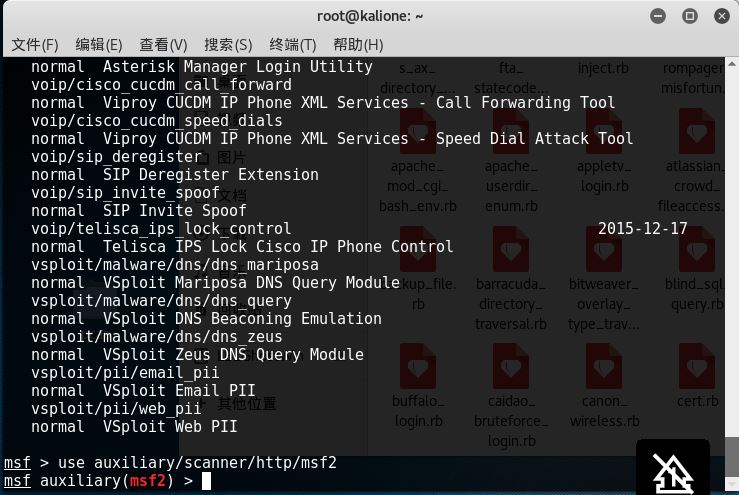 root@kalione: ~
文件(F) 编辑(E) 查看(V) 搜索(S) 终端(T) 帮助(H)
normal Asterisk Manager Login Utility
voip/cisco_cucdm_call_forward
normal Viproy CUCDM IP Phone XML Services - Call Forwarding Tool
voip/cisco_cucdm_speed_dials
normal Viproy CUCDM IP Phone XML Services - Speed Dial Attack Tool
voip/sip_deregister
normal SIP Deregister Extension
voip/sip_invite_spoof
normal SIP Invite Spoof
voip/telisca_ips_lock_control 2015-12-17
normal Telisca IPS Lock Cisco IP Phone Control
vsploit/malware/dns/dns_mariposa
normal VSploit Mariposa DNS Query Module
vsploit/malware/dns/dns_query
normal VSploit DNS Beaconing Emulation
vsploit/malware/dns/dns_zeus
normal VSploit Zeus DNS Query Module
vsploit/pii/email_pii
normal VSploit Email PII
vsploit/pii/web_pii
normal VSploit Web PII
msf > use auxiliary/scanner/http/msf2
msf auxiliary(msf2) >
图片
文档
其他位置
s_ax_
directory_...
fta_
statecode...
inject.rb
rompager
misfortun.
apache_
mod_cgi_
bash_env.rb
apache_
userdir_
enum.rb
appletv_
login.rb
atlassian
_crowd_
fileaccess.
kup_file.
rb
barracuda_
directory_
traversal.rb
bitweaver_
overlay_
type_trav...
blind_sql
query.rb
buffalo_
login.rb
caidao_
bruteforce_
login.rb
canon_
wireless.rb
cert.rb